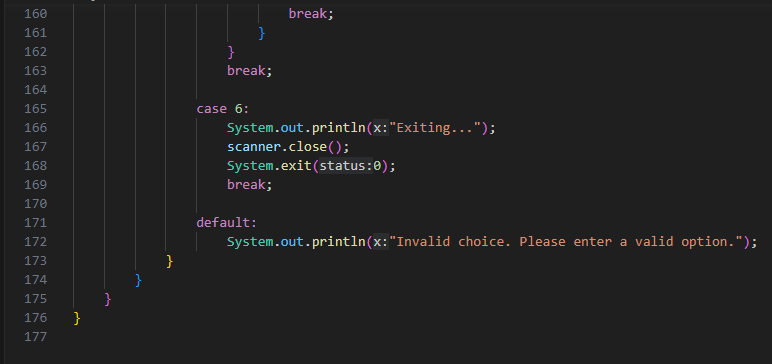 160 break;
161 }
162 }
163 break;
164
165 case 6:
166 System.out.println(x:"Exiting...");
167 scanner.close();
168 System.exit(status:0);
169 break;
170
171 default:
172 System.out.println(x:"Invalid choice. Please enter a valid option.");
173 }
174 }
175 }
176 }
177